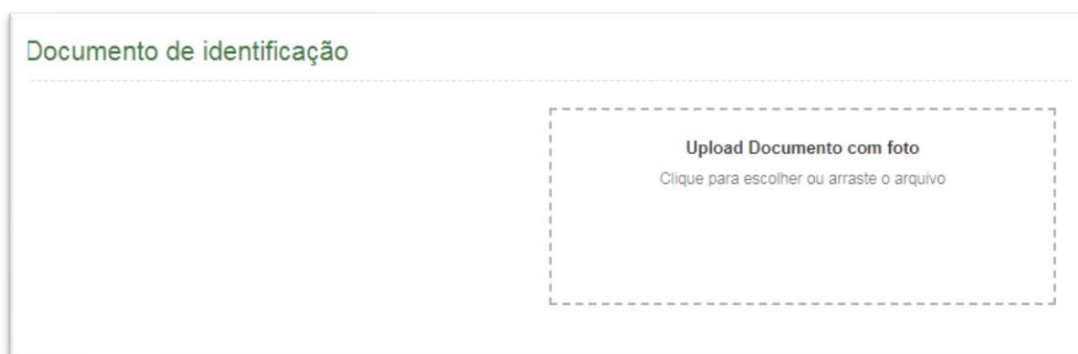 Documento de identificação
Upload Documento com foto
Clique para escolher ou arraste o arquivo